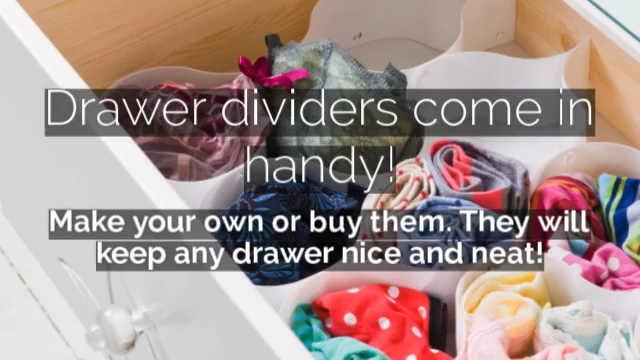 Drawer dividers come in
handy!
Make your own or buy them. They will
keep any drawer nice and neat!